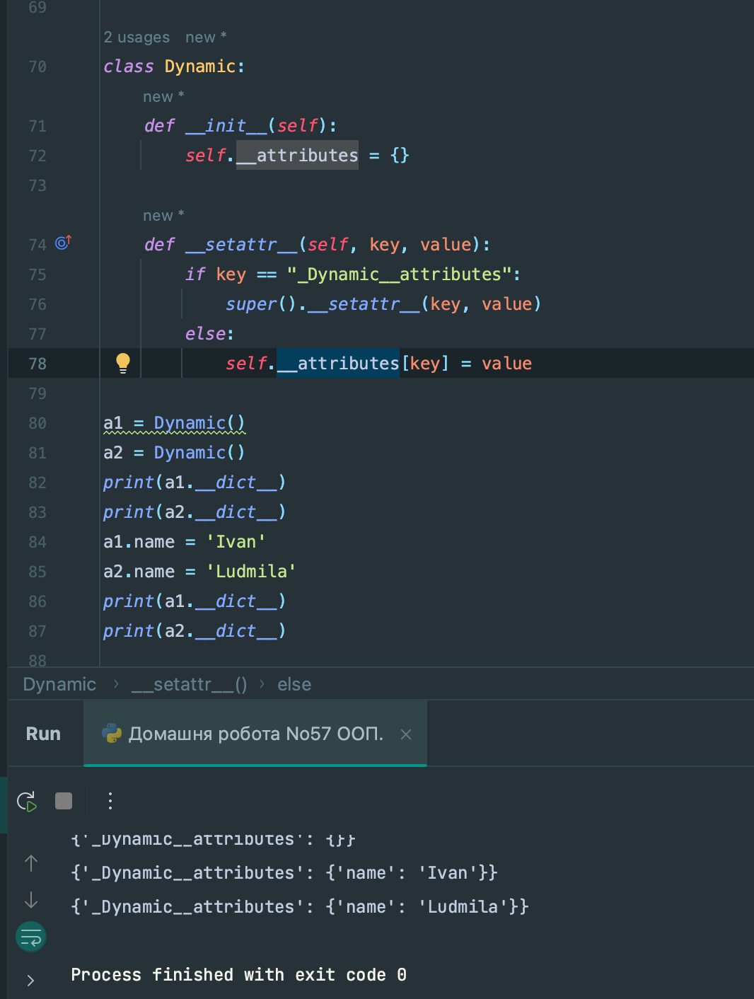 69
2 usages new *
70 class Dynamic:
new *
71 def __init__(self):
72 self.__attributes = {}
73
new *
74 def __setattr__(self, key, value):
75 if key == "_Dynamic__attributes":
76 super().__setattr__(key, value)
77 else:
78 self.__attributes[key] = value
79
80 a1 = Dynamic()
81 a2 = Dynamic()
82 print(a1.__dict__)
83 print(a2.__dict__)
84 a1.name = 'Ivan'
85 a2.name = 'Ludmila'
86 print(a1.__dict__)
87 print(a2.__dict__)
88
Dynamic › __setattr__() › else
Run Домашня робота No57 ООП. ×
{'_Dynamic__attributes': {}}
{'_Dynamic__attributes': {'name': 'Ivan'}}
{'_Dynamic__attributes': {'name': 'Ludmila'}}
Process finished with exit code 0